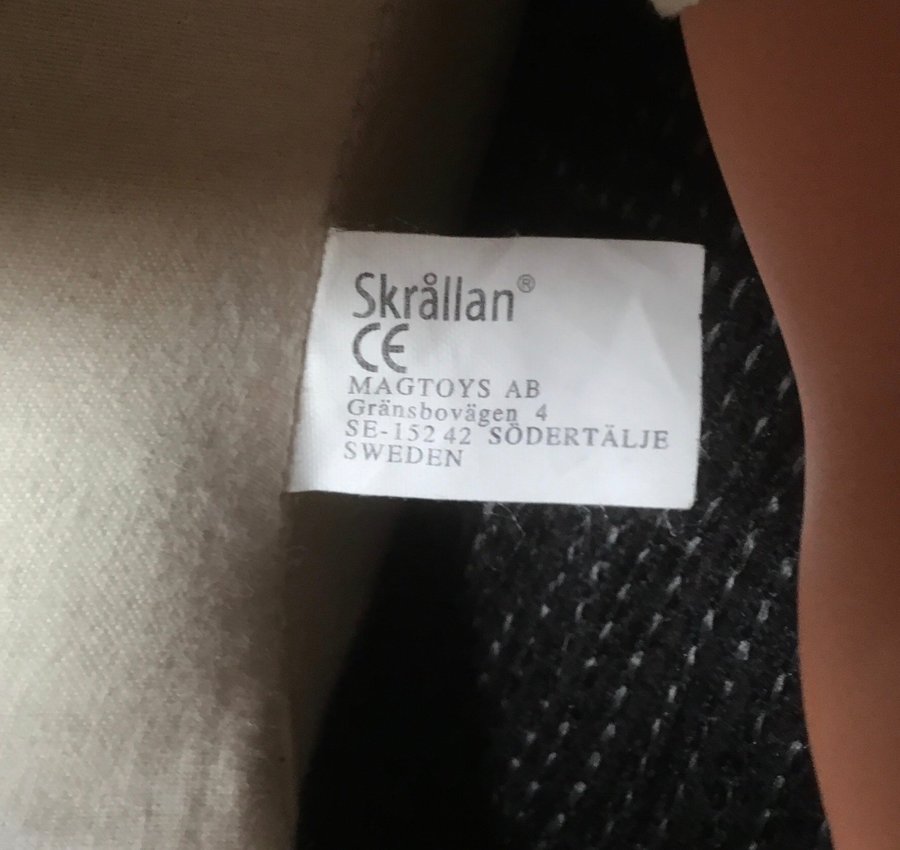 Skrållan®
CE
MAGTOYS AB
Gränsbovägen 4
SE-152 42 SÖDERTÄLJE
SWEDEN